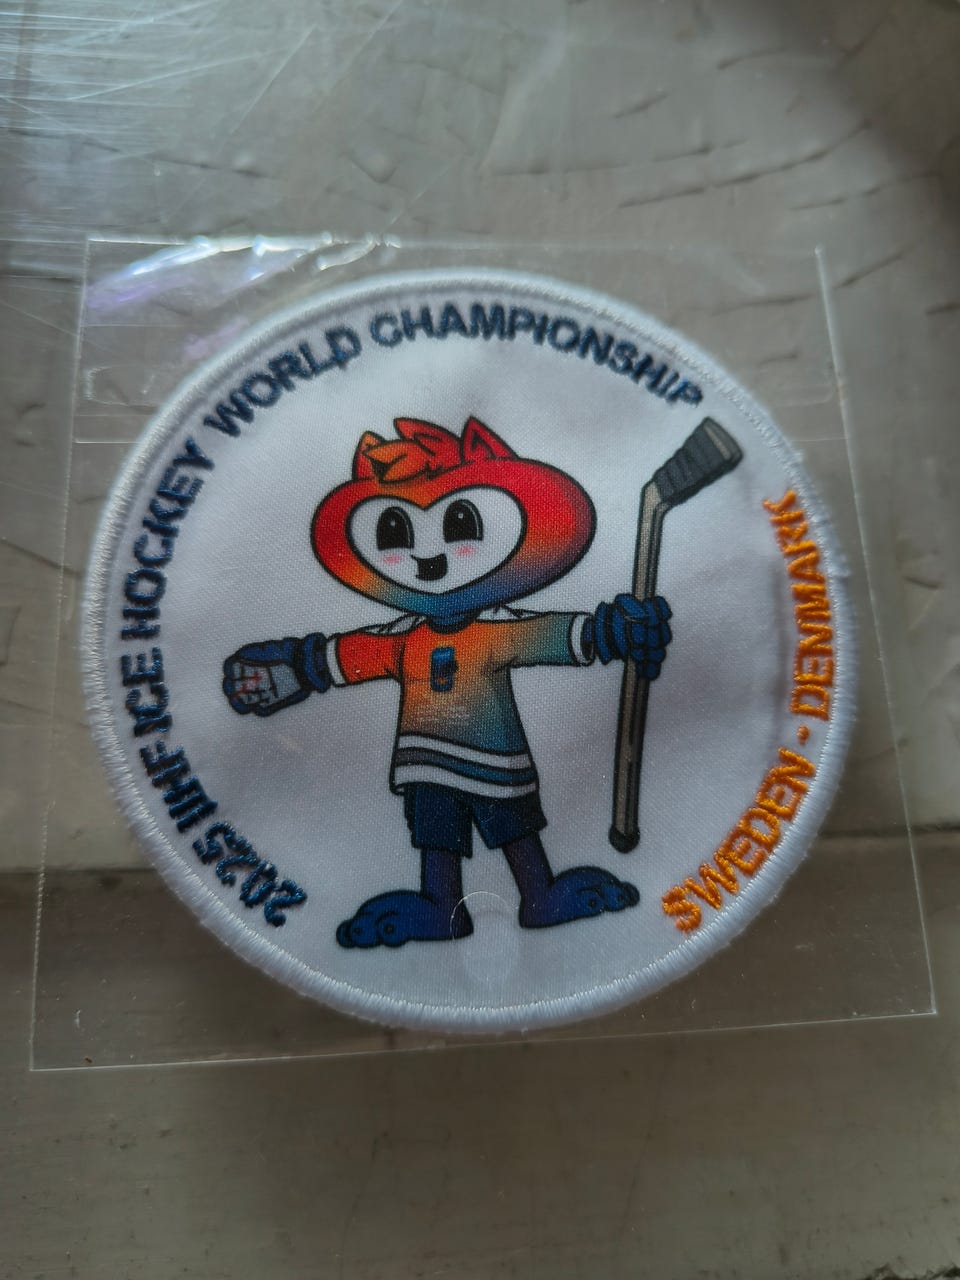 2025 IIHF ICE HOCKEY WORLD CHAMPIONSHIP
SWEDEN - DENMARK